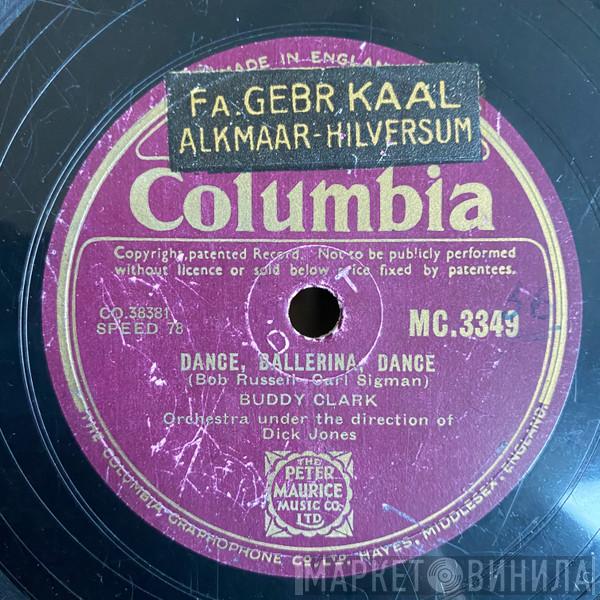 MADE IN ENGLAND
FA. GEBR. KAAL
ALKMAAR-HILVERSUM
Columbia
Copyright, patented Record. Not to be publicly performed
without licence or sold below price fixed by patentees.
CO.38381
SPEED 78
MC.3349
DANCE, BALLERINA, DANCE
(Bob Russell - Carl Sigman)
BUDDY CLARK
Orchestra under the direction of
Dick Jones
THE
PETER
MAURICE
MUSIC CO.
LTD
THE COLUMBIA GRAPHOPHONE CO. LTD. HAYES, MIDDLESEX, ENGLAND.
МАРКЕТ ВИНИЛА